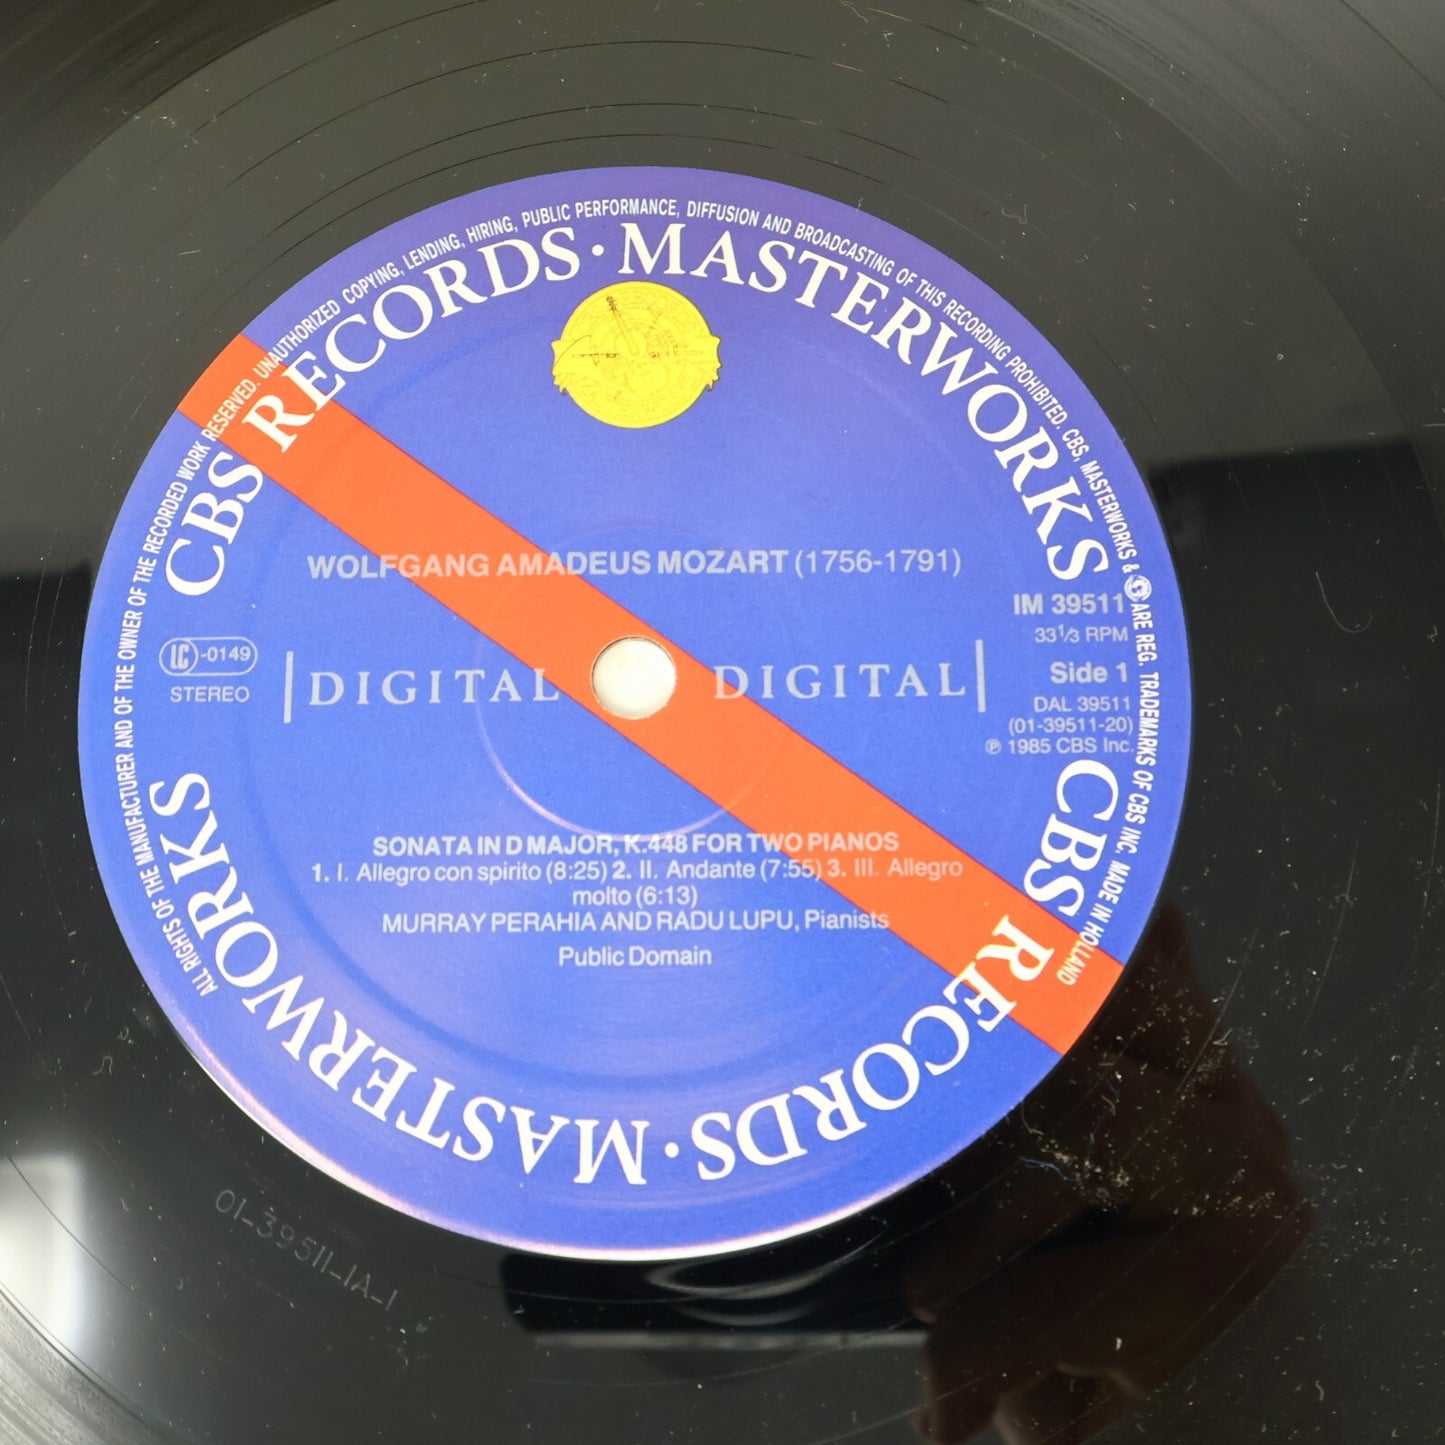 ALL RIGHTS OF THE MANUFACTURER AND OF THE OWNER OF THE RECORDED WORK RESERVED. UNAUTHORIZED COPYING, LENDING, HIRING, PUBLIC PERFORMANCE, DIFFUSION AND BROADCASTING OF THIS RECORDING PROHIBITED. CBS, MASTERWORKS & ARE REG. TRADEMARKS OF CBS INC. MADE IN HOLLAND
CBS RECORDS · MASTERWORKS
CBS RECORDS · MASTERWORKS
WOLFGANG AMADEUS MOZART (1756-1791)
IM 39511
33⅓ RPM
LC-0149
STEREO
DIGITAL DIGITAL
Side 1
DAL 39511
(01-39511-20)
℗ 1985 CBS Inc.
SONATA IN D MAJOR, K.448 FOR TWO PIANOS
1. I. Allegro con spirito (8:25) 2. II. Andante (7:55) 3. III. Allegro
molto (6:13)
MURRAY PERAHIA AND RADU LUPU, Pianists
Public Domain
01-39511-1A-1